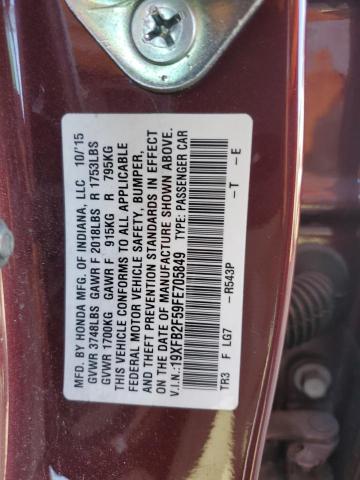 MFD. BY HONDA MFG. OF INDIANA, LLC 10/'15
GVWR 3748LBS GAWR F 2018LBS R 1753LBS
GVWR 1700KG GAWR F 915KG R 795KG
THIS VEHICLE CONFORMS TO ALL APPLICABLE
FEDERAL MOTOR VEHICLE SAFETY, BUMPER,
AND THEFT PREVENTION STANDARDS IN EFFECT
ON THE DATE OF MANUFACTURE SHOWN ABOVE.
V.I.N.:19XFB2F59FE705849 TYPE: PASSENGER CAR
TR3 F LG7 –R543P –T –E